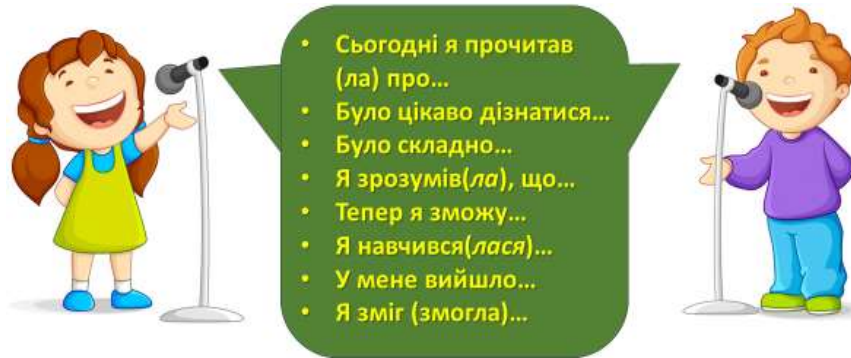 • Сьогодні я прочитав
(ла) про...
• Було цікаво дізнатися...
• Було складно...
• Я зрозумів(ла), що...
• Тепер я зможу...
• Я навчився(лася)...
• У мене вийшло...
• Я зміг (змогла)...